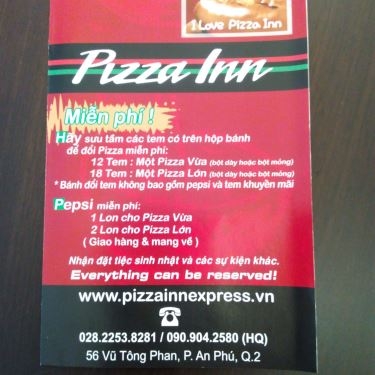 I Love Pizza Inn
Pizza Inn
Miễn phí !
Hãy sưu tầm các tem có trên hộp bánh
để đổi Pizza miễn phí:
12 Tem : Một Pizza Vừa (bột dày hoặc bột mỏng)
18 Tem : Một Pizza Lớn (bột dày hoặc bột mỏng)
* Bánh đổi tem không bao gồm pepsi và tem khuyến mãi
Pepsi miễn phí:
1 Lon cho Pizza Vừa
2 Lon cho Pizza Lớn
( Giao hàng & mang về )
Nhận đặt tiệc sinh nhật và các sự kiện khác.
Everything can be reserved!
www.pizzainnexpress.vn
028.2253.8281 / 090.904.2580 (HQ)
56 Vũ Tông Phan, P. An Phú, Q.2